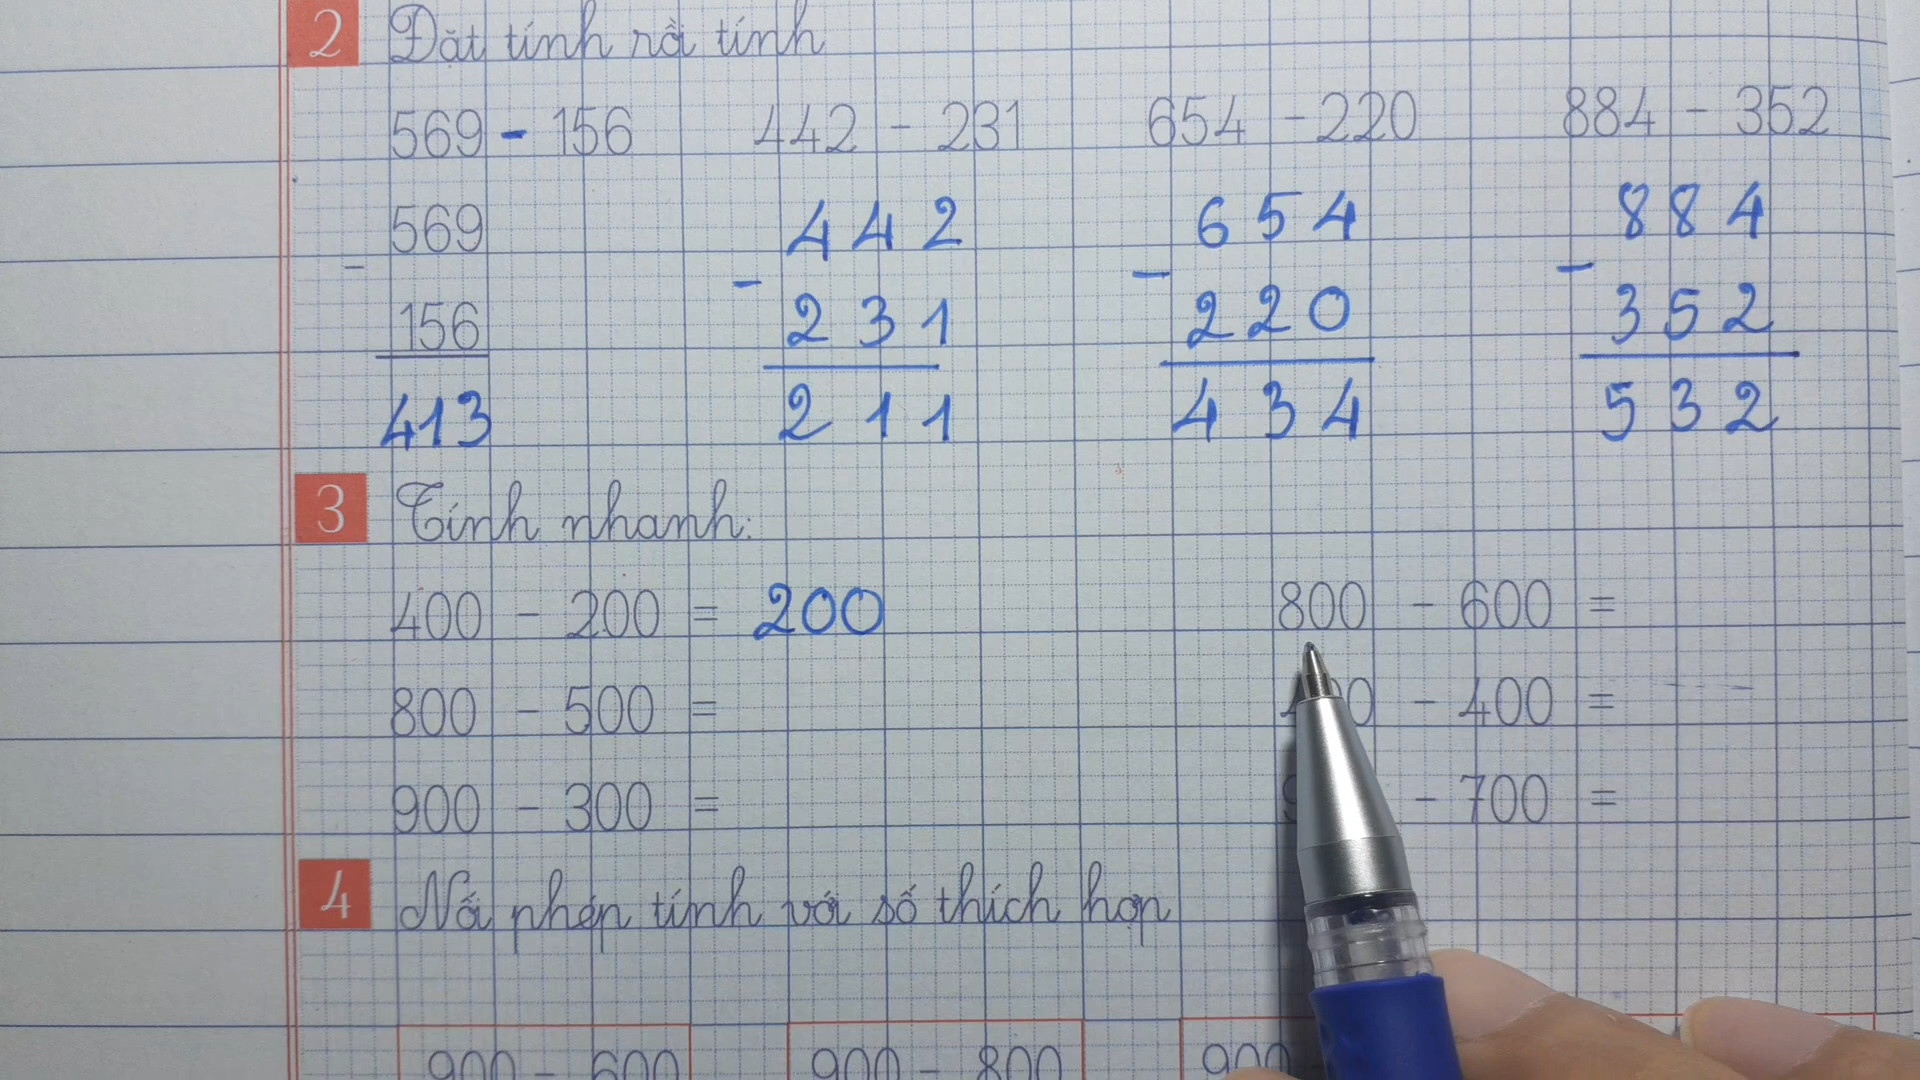 2 Đặt tính rồi tính
569 - 156 442 - 231 654 - 220 884 - 352
569 442 654 884
- - - -
156 231 220 352
413 211 434 532
3 Tính nhanh:
400 - 200 = 200 800 - 600 =
800 - 500 = - 400 =
900 - 300 = - 700 =
4 Nối phép tính với số thích hợp
900 - 600 900 - 800 900